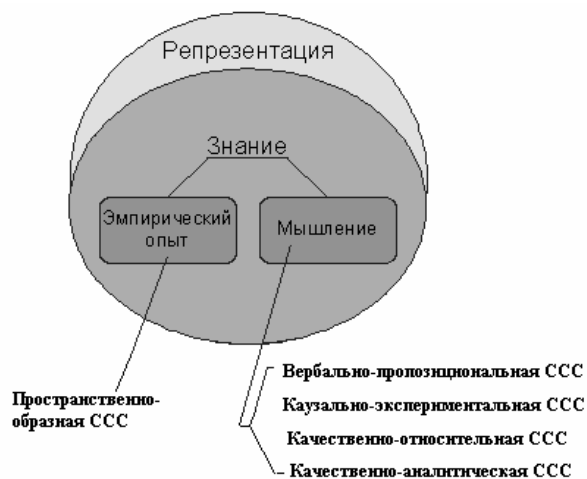 Репрезентация
Знание
Эмпирический
опыт
Мышление
Пространственно-
образная ССС
Вербально-пропозициональная ССС
Каузально-экспериментальная ССС
Качественно-относительная ССС
Качественно-аналитическая ССС